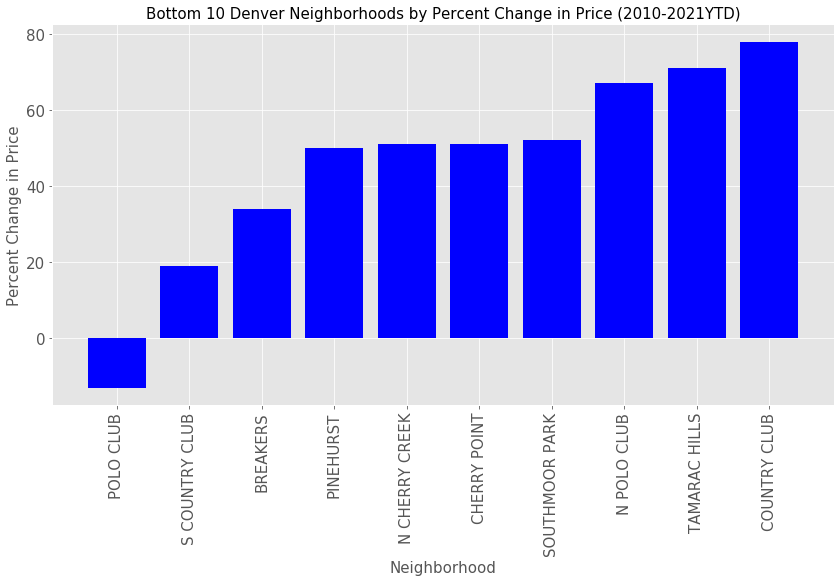 Bottom 10 Denver Neighborhoods by Percent Change in Price (2010-2021YTD)
Percent Change in Price
80
60
40
20
0
POLO CLUB
S COUNTRY CLUB
BREAKERS
PINEHURST
N CHERRY CREEK
CHERRY POINT
SOUTHMOOR PARK
N POLO CLUB
TAMARAC HILLS
COUNTRY CLUB
Neighborhood